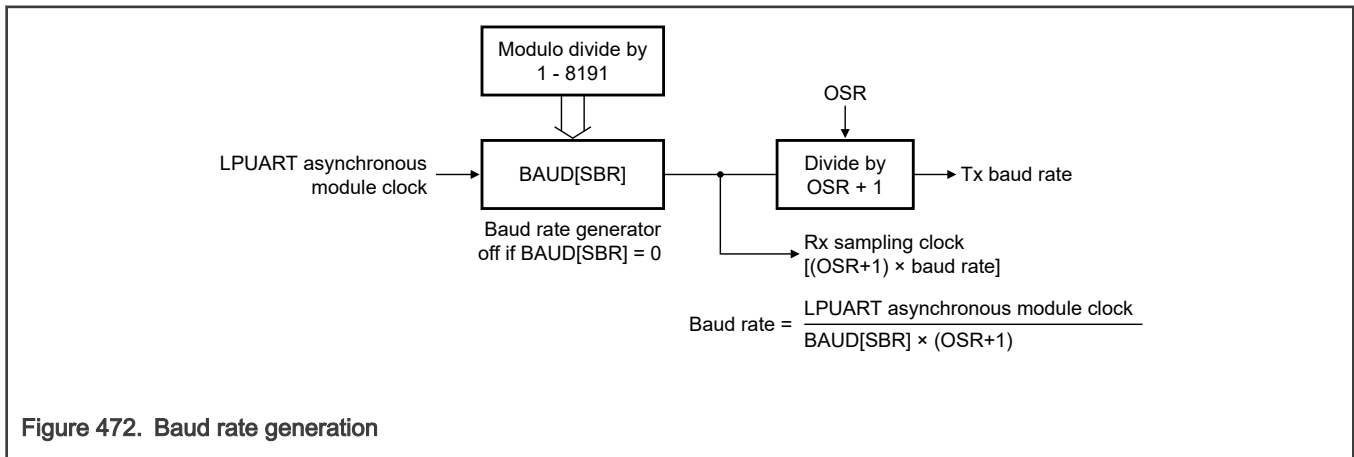 Modulo divide by
1 - 8191
OSR
LPUART asynchronous
module clock
BAUD[SBR]
Divide by
OSR + 1
Tx baud rate
Baud rate generator
off if BAUD[SBR] = 0
Rx sampling clock
[(OSR+1) × baud rate]
Baud rate =
LPUART asynchronous module clock
BAUD[SBR] × (OSR+1)
Figure 472. Baud rate generation